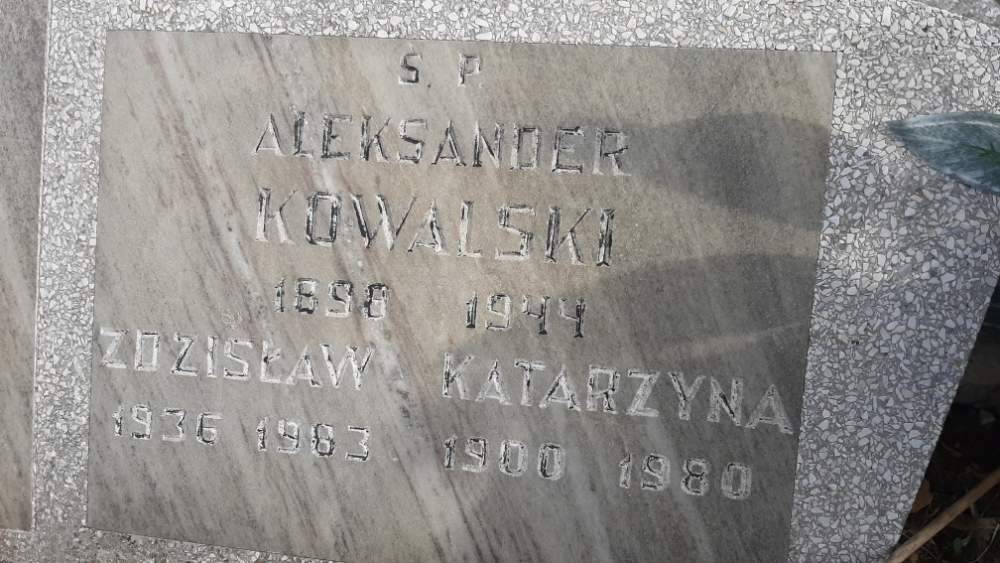 S. P.
ALEKSANDER
KOWALSKI
1898 1944
ZDZISŁAW KATARZYNA
1936 1983 1900 1980